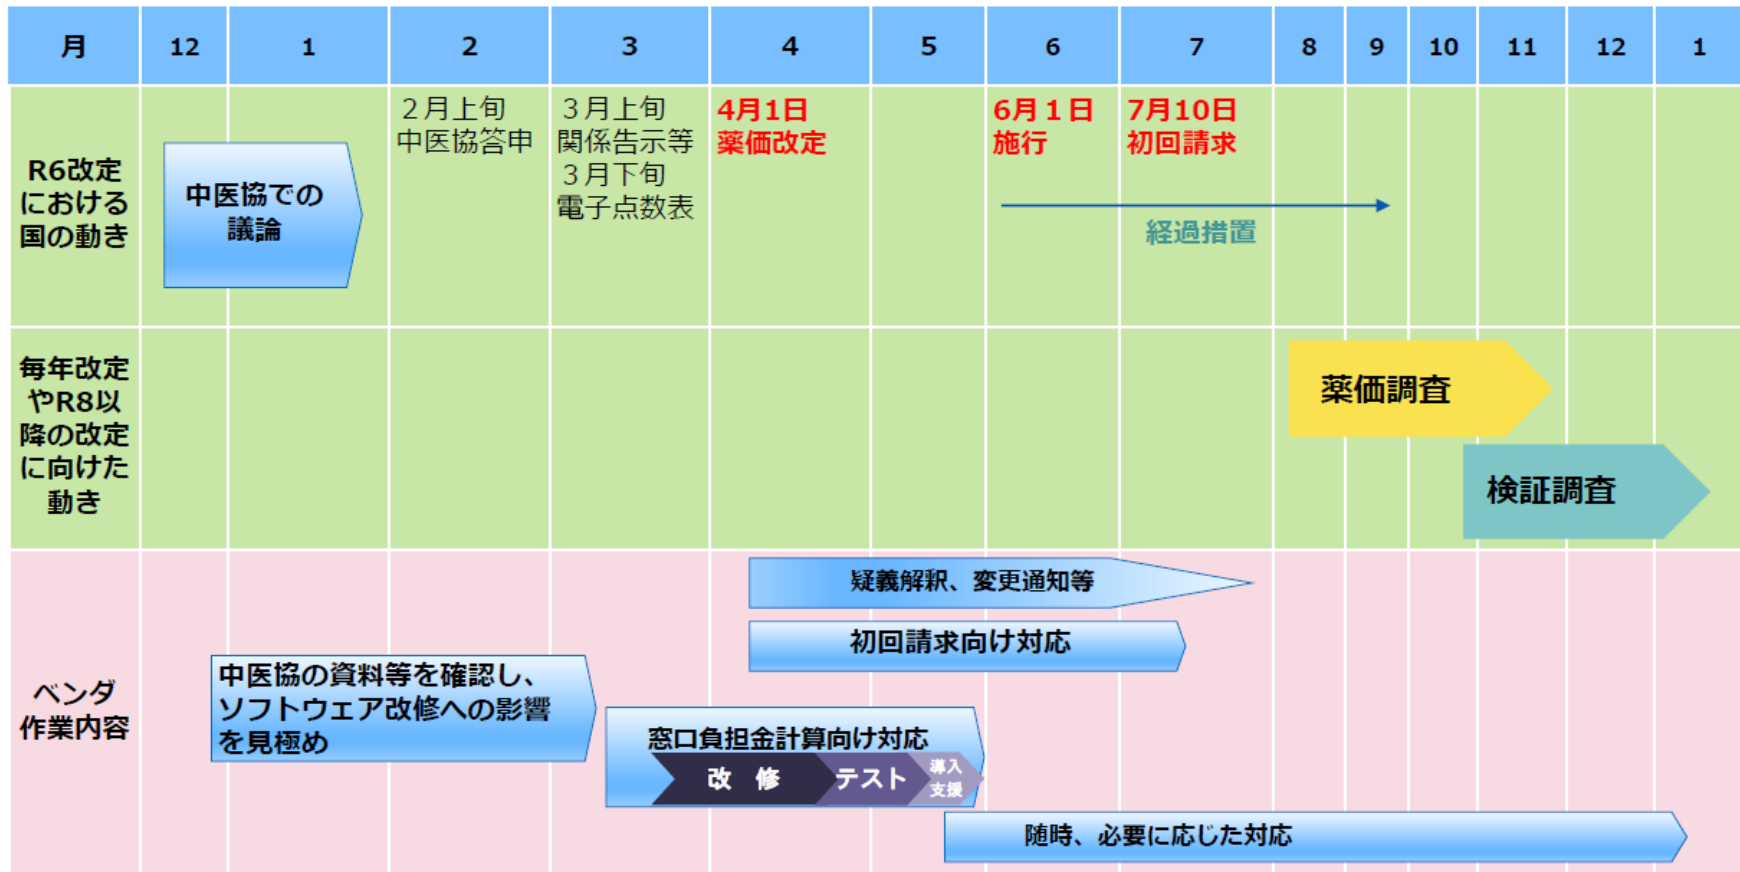 月 12 1 2 3 4 5 6 7 8 9 10 11 12 1
R6改定
における
国の動き
中医協での
議論
２月上旬
中医協答申
３月上旬
関係告示等
３月下旬
電子点数表
4月1日
薬価改定
6月１日
施行
7月10日
初回請求
経過措置
毎年改定
やR8以
降の改定
に向けた
動き
薬価調査
検証調査
ベンダ
作業内容
疑義解釈、変更通知等
初回請求向け対応
中医協の資料等を確認し、
ソフトウェア改修への影響
を見極め
窓口負担金計算向け対応
改　修
テスト
導入
支援
随時、必要に応じた対応